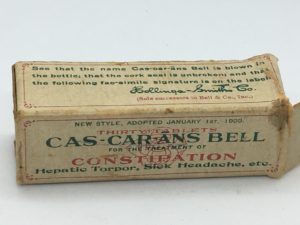 See that the name Cas-car-ans Bell is blown in
the bottle; that the cork seal is unbroken; and that
the following fac-simile signature is on the label
Hollings-Smith Co.
(Sole successors to Bell & Co., Inc.)
NEW STYLE, ADOPTED JANUARY 1st,
THIRTY TABLETS
CAS-CAR-ANS BELL
FOR THE TREATMENT OF
CONSTIPATION
Hepatic Torpor, Sick Headache, etc.